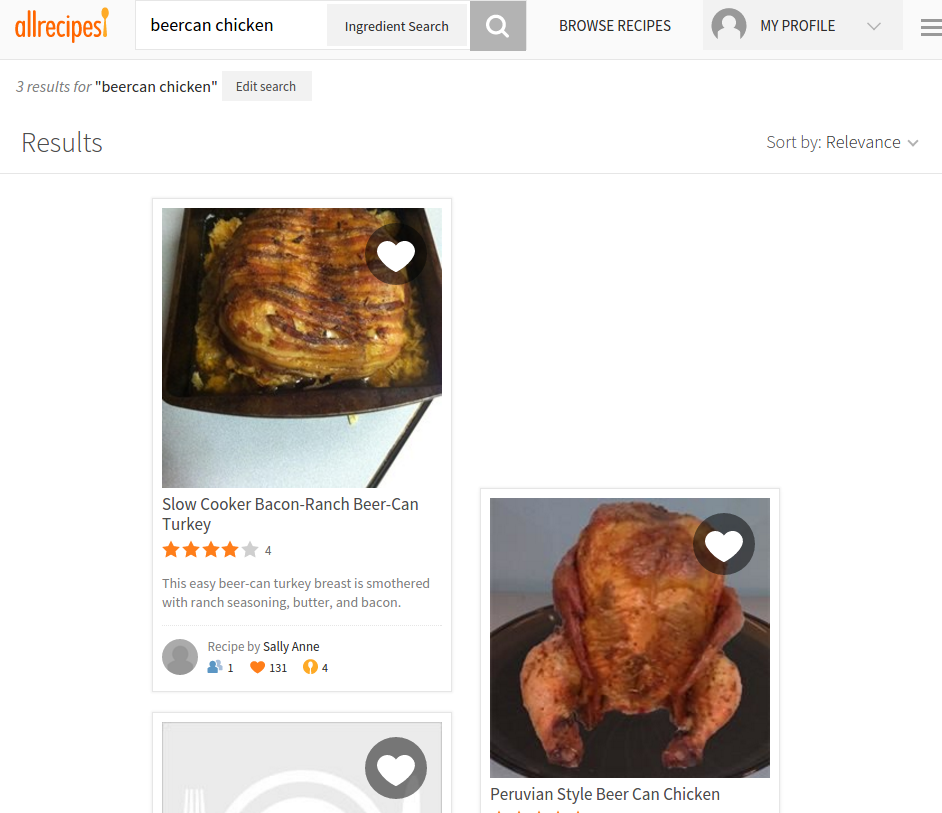 allrecipes!
beercan chicken
Ingredient Search
BROWSE RECIPES
MY PROFILE
3 results for "beercan chicken"
Edit search
Results
Sort by: Relevance
Slow Cooker Bacon-Ranch Beer-Can
Turkey
4
This easy beer-can turkey breast is smothered
with ranch seasoning, butter, and bacon.
Recipe by Sally Anne
1 131 4
Peruvian Style Beer Can Chicken